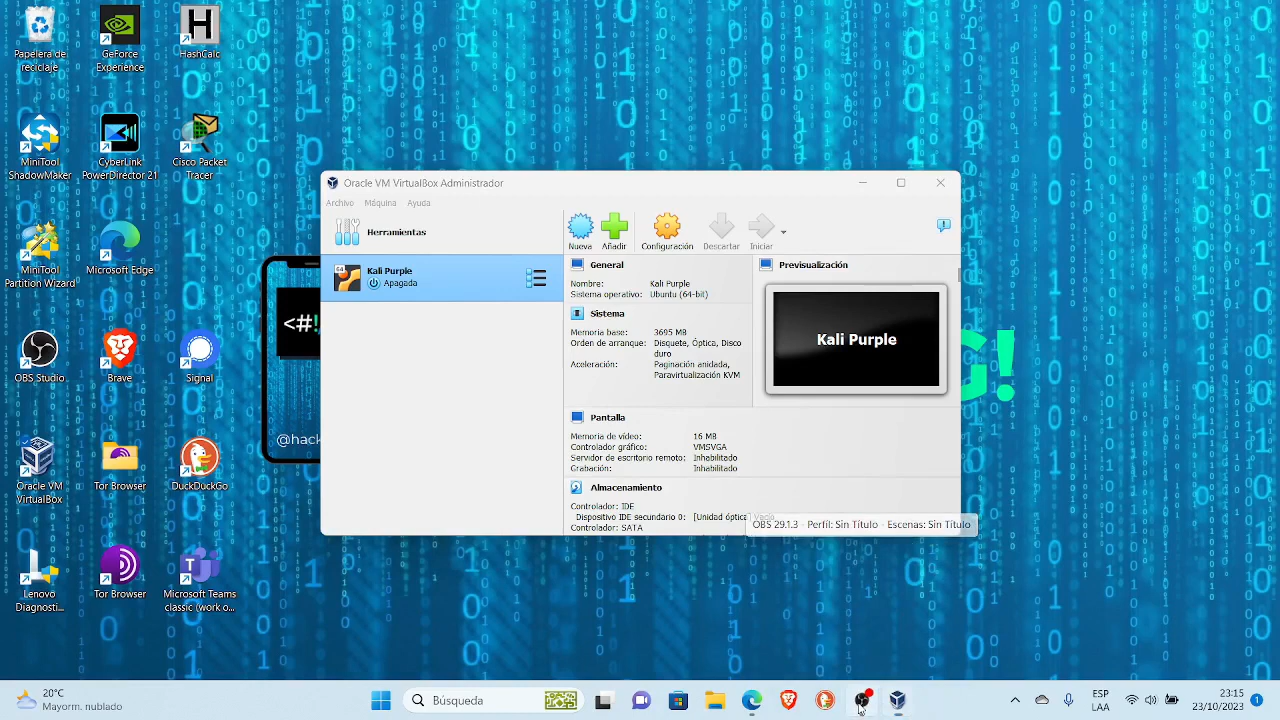 Papelera de
reciclaje
GeForce
Experience
HashCalc
MiniTool
ShadowMaker
CyberLink
PowerDirector 21
Cisco Packet
Tracer
MiniTool
Partition Wizard
Microsoft Edge
OBS Studio
Brave
Signal
Oracle VM
VirtualBox
Tor Browser
DuckDuckGo
Lenovo
Diagnosti...
Tor Browser
Microsoft Teams
classic (work o...
<#!
@hack
G!
Oracle VM VirtualBox Administrador
Archivo Máquina Ayuda
Herramientas
Nueva Añadir Configuración Descartar Iniciar
64
Kali Purple
Apagada
General
Nombre: Kali Purple
Sistema operativo: Ubuntu (64-bit)
Sistema
Memoria base: 3695 MB
Orden de arranque: Disquete, Óptica, Disco
duro
Aceleración: Paginación anidada,
Paravirtualización KVM
Previsualización
Kali Purple
Pantalla
Memoria de vídeo: 16 MB
Controlador gráfico: VMSVGA
Servidor de escritorio remoto: Inhabilitado
Grabación: Inhabilitado
Almacenamiento
Controlador: IDE
Dispositivo IDE secundario 0: [Unidad óptica] Vacío
Controlador: SATA
OBS 29.1.3 - Perfil: Sin Título - Escenas: Sin Título
20°C
Mayorm. nublado
Búsqueda
ESP
LAA
23:15
23/10/2023
1